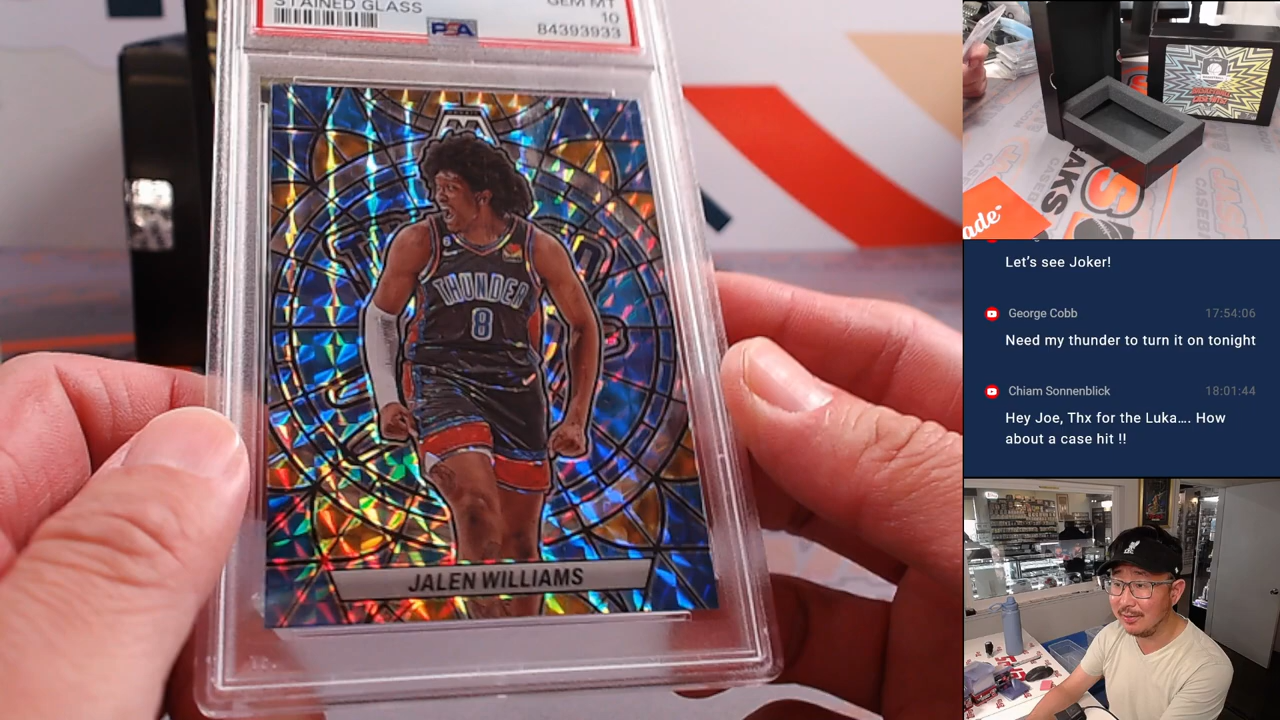 STAINED GLASS
GEM MT
10
PSA
84393933
THUNDER
8
JALEN WILLIAMS
ade
Let's see Joker!
George Cobb
17:54:06
Need my thunder to turn it on tonight
Chiam Sonnenblick
18:01:44
Hey Joe, Thx for the Luka.... How
about a case hit !!